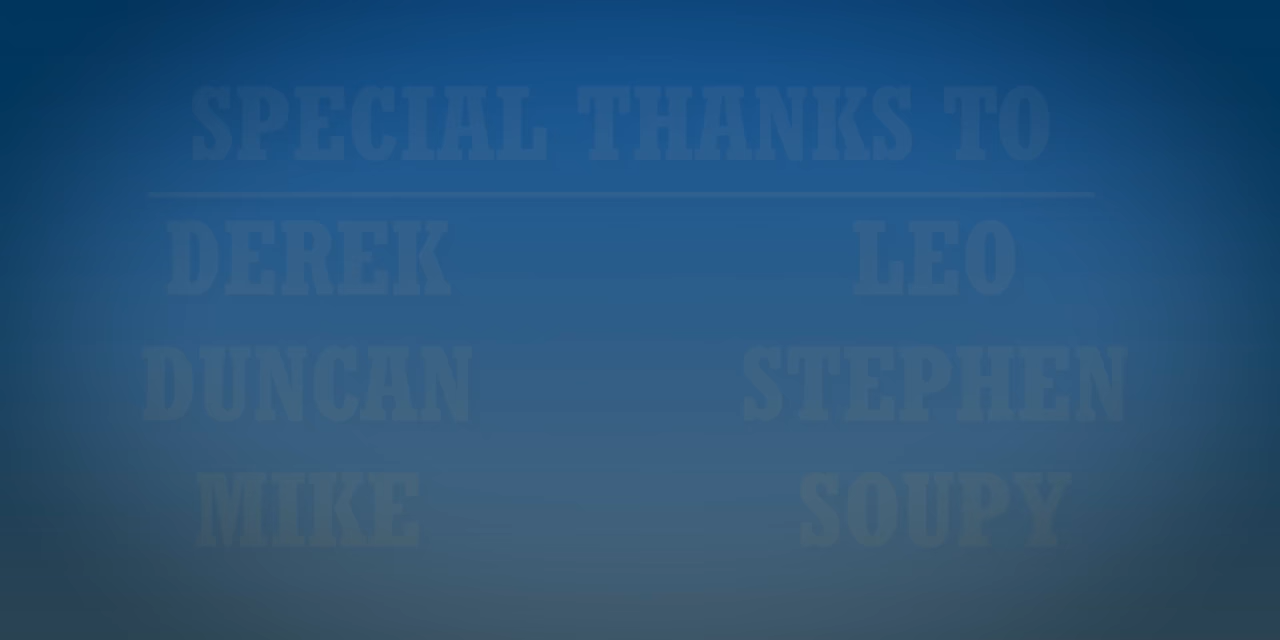 SPECIAL THANKS TO
DEREK LEO
DUNCAN STEPHEN
MIKE SOUPY